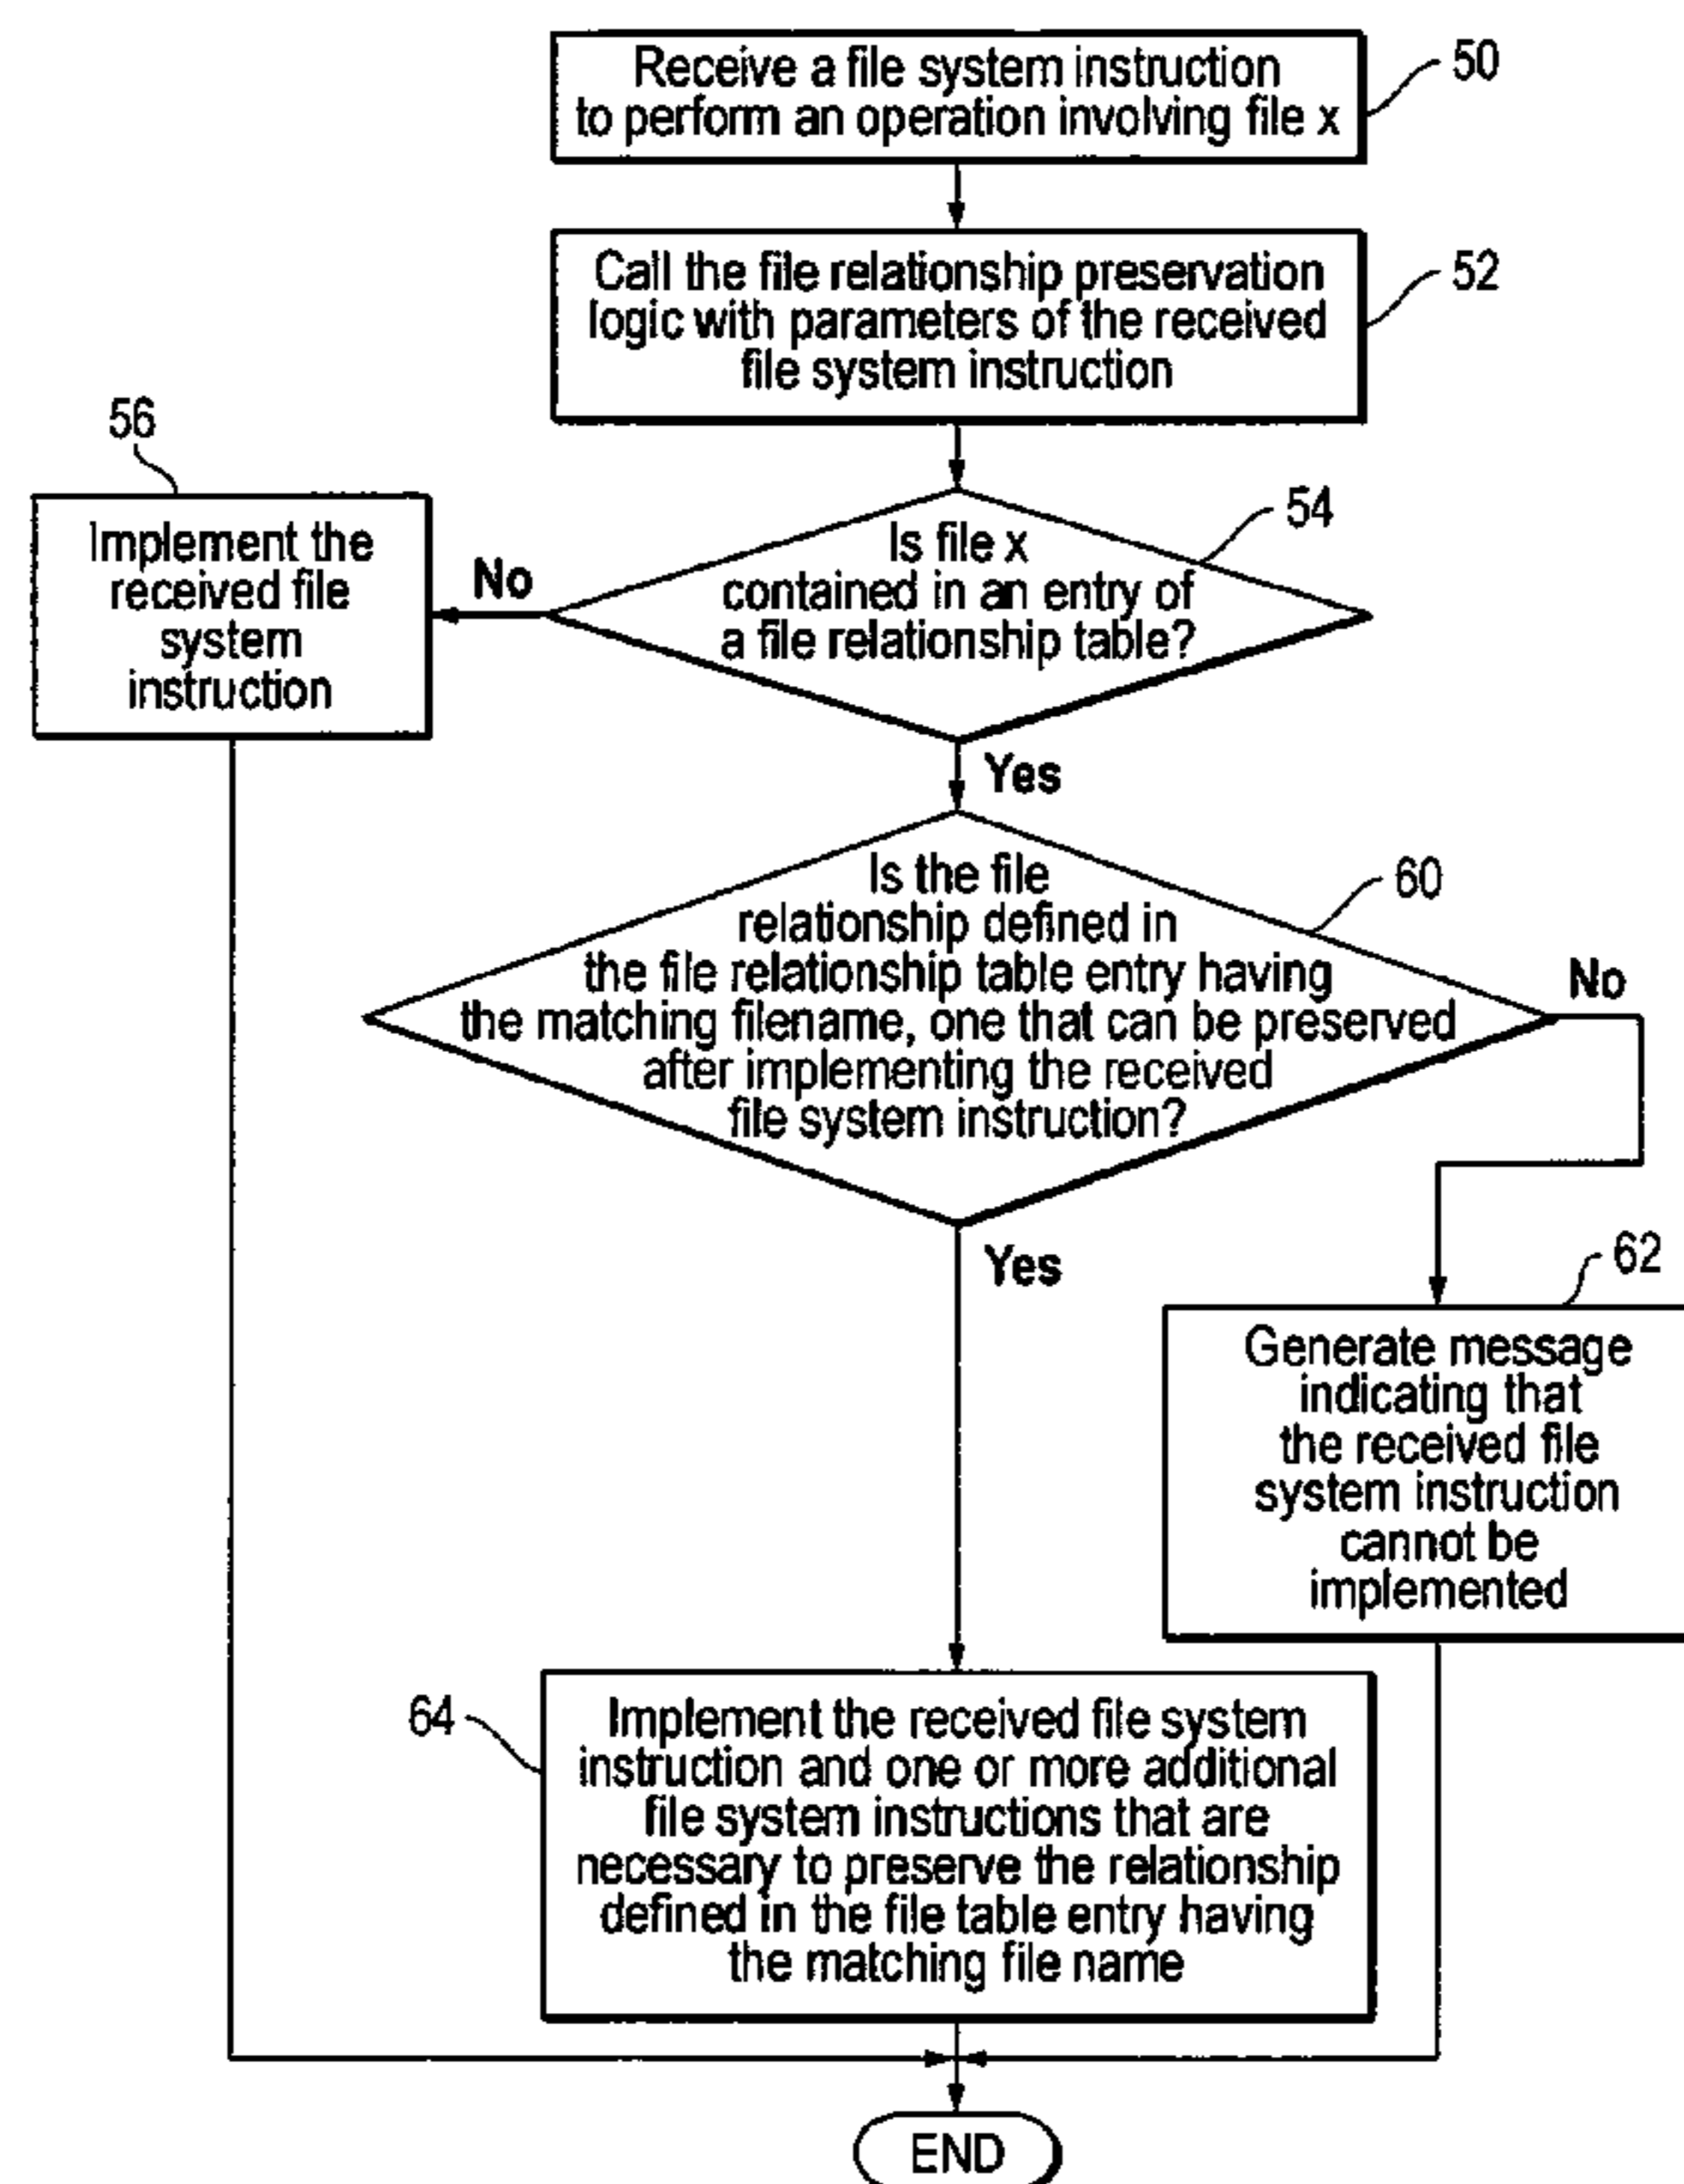 Receive a file system instruction
to perform an operation involving file x
50
Call the file relationship preservation
logic with parameters of the received
file system instruction
52
56
Implement the
received file
system
instruction
No
Is file x
contained in an entry of
a file relationship table?
54
Yes
Is the file
relationship defined in
the file relationship table entry having
the matching filename, one that can be preserved
after implementing the received
file system instruction?
60
No
Yes
62
Generate message
indicating that
the received file
system instruction
cannot be
implemented
64
Implement the received file system
instruction and one or more additional
file system instructions that are
necessary to preserve the relationship
defined in the file table entry having
the matching file name
END